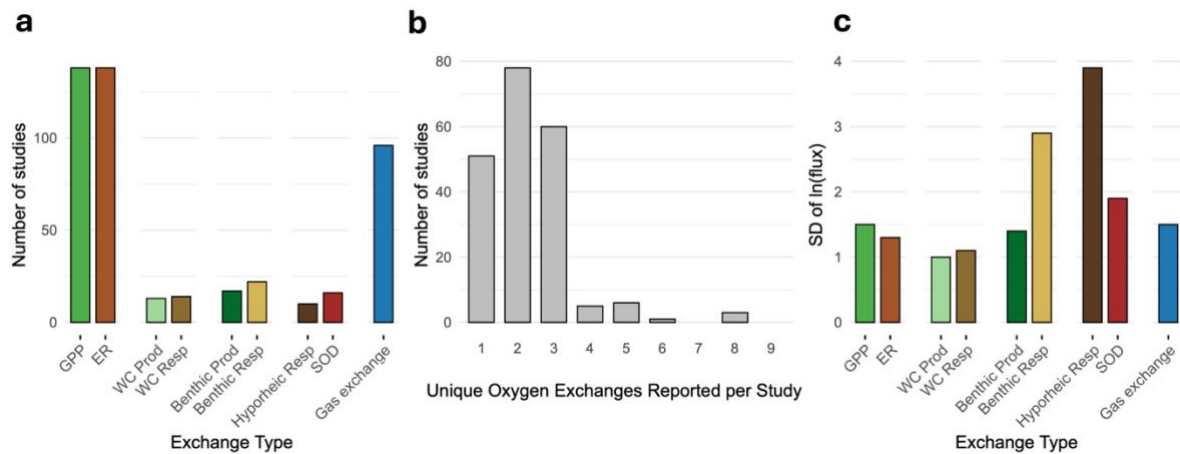 a
Number of studies
100
50
0
GPP
ER
WC Prod
WC Resp
Benthic Prod
Benthic Resp
Hyporheic Resp
SOD
Gas exchange
Exchange Type
b
Number of studies
80
60
40
20
0
1 2 3 4 5 6 7 8 9
Unique Oxygen Exchanges Reported per Study
c
SD of ln(flux)
4
3
2
1
0
GPP
ER
WC Prod
WC Resp
Benthic Prod
Benthic Resp
Hyporheic Resp
SOD
Gas exchange
Exchange Type